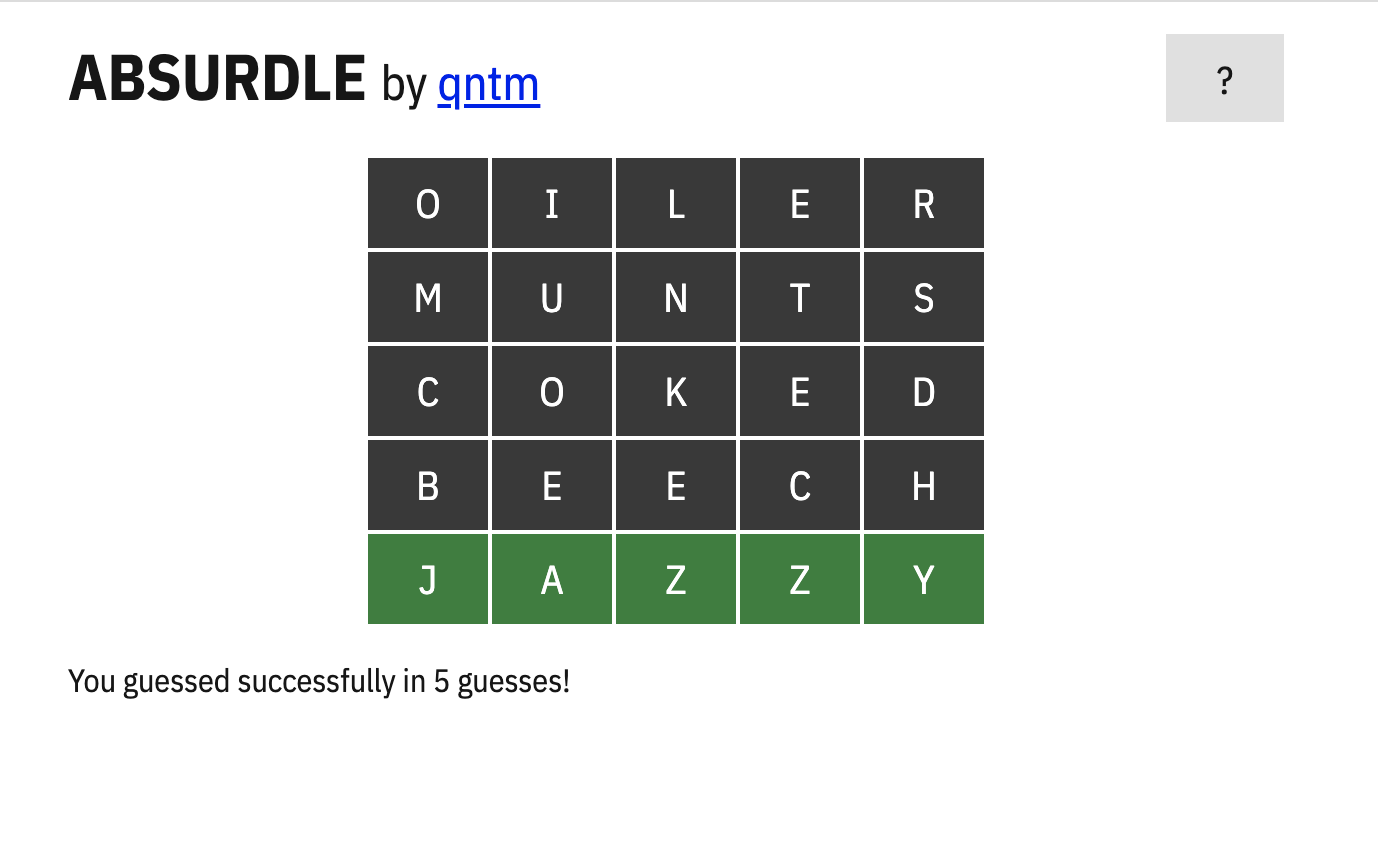 ABSURDLE by qntm
?
O I L E R
M U N T S
C O K E D
B E E C H
J A Z Z Y
You guessed successfully in 5 guesses!